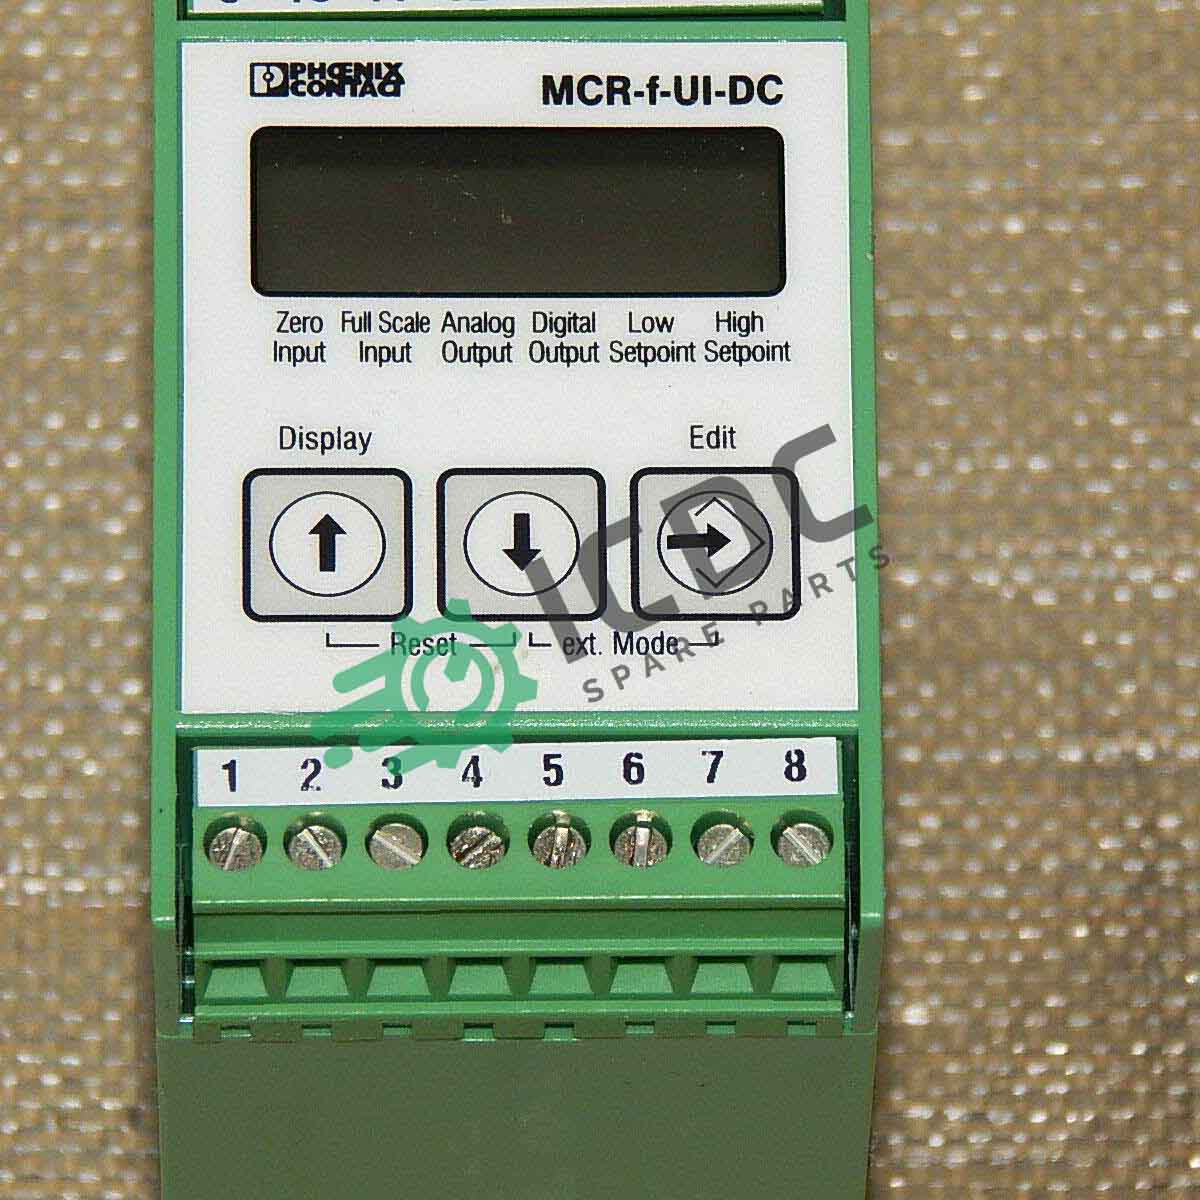 PHŒNIX
CONTACT
MCR-f-UI-DC
Zero Full Scale Analog Digital Low High
Input Input Output Output Setpoint Setpoint
Display Edit
Reset ext. Mode
ICDC
SPARE PARTS
1 2 3 4 5 6 7 8